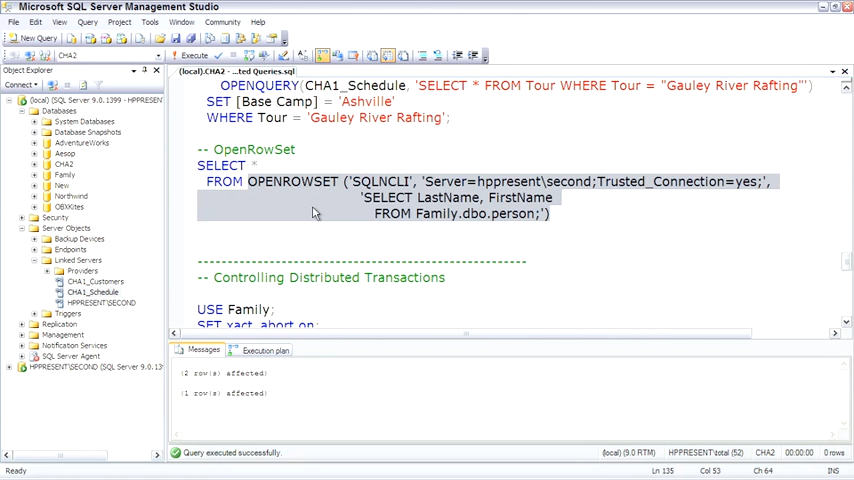 Microsoft SQL Server Management Studio
File Edit View Query Project Tools Window Community Help
New Query
CHA2 Execute
Object Explorer
Connect
(local) (SQL Server 9.0.1399 - HPPRESENT
Databases
System Databases
Database Snapshots
AdventureWorks
Aesop
CHA2
Family
New
Northwind
OBXKites
Security
Server Objects
Backup Devices
Endpoints
Linked Servers
Providers
CHA1_Customers
CHA1_Schedule
HPPRESENT\SECOND
Triggers
Replication
Management
Notification Services
SQL Server Agent
HPPRESENT\SECOND (SQL Server 9.0.139
(local).CHA2 - ...ted Queries.sql
OPENQUERY(CHA1_Schedule, 'SELECT * FROM Tour WHERE Tour = "Gauley River Rafting"')
SET [Base Camp] = 'Ashville'
WHERE Tour = 'Gauley River Rafting';
-- OpenRowSet
SELECT *
FROM OPENROWSET ('SQLNCLI', 'Server=hppresent\second;Trusted_Connection=yes;',
'SELECT LastName, FirstName
FROM Family.dbo.person;')
-------------------------------------------------------
-- Controlling Distributed Transactions
USE Family;
SET xact_abort on;
Messages Execution plan
(2 row(s) affected)
(1 row(s) affected)
Query executed successfully. (local) (9.0 RTM) HPPRESENT\total (52) CHA2 00:00:00 0 rows
Ready Ln 135 Col 53 Ch 64 INS